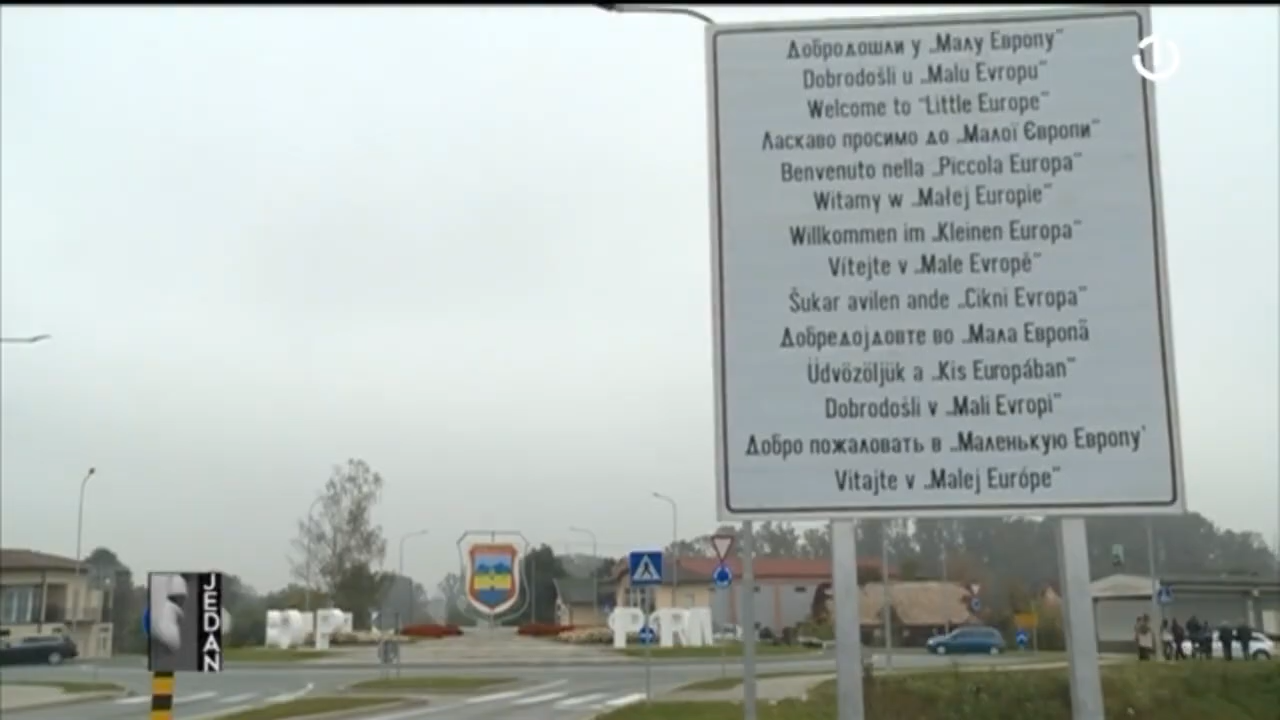 Добродошли у „Малу Европу"
Dobrodošli u „Malu Evropu"
Welcome to "Little Europe"
Ласкаво просимо до „Малої Європи"
Benvenuto nella „Piccola Europa"
Witamy w „Małej Europie"
Willkommen im „Kleinen Europa"
Vítejte v „Male Evropě"
Šukar avilen ande „Cikni Evropa"
Добредојдовте во „Мала Европа"
Üdvözöljük a „Kis Európában"
Dobrodošli v „Mali Evropi"
Добро пожаловать в „Маленькую Европу"
Vitajte v „Malej Európe"
JEDAN